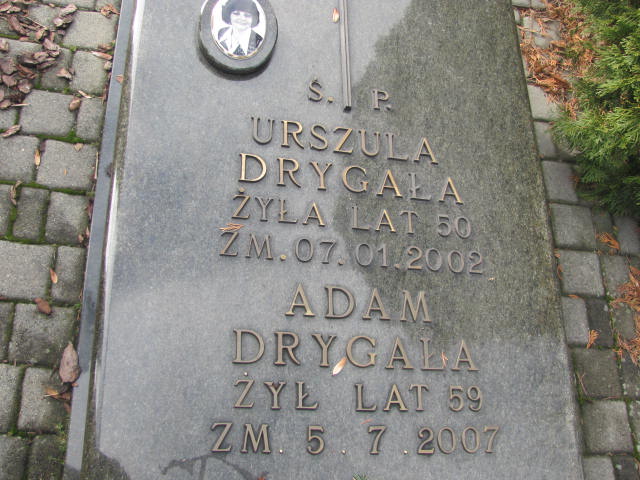 Ś. P.
URSZULA
DRYGAŁA
ŻYŁA LAT 50
ZM. 07.01.2002
ADAM
DRYGAŁA
ŻYŁ LAT 59
ZM. 5.7.2007